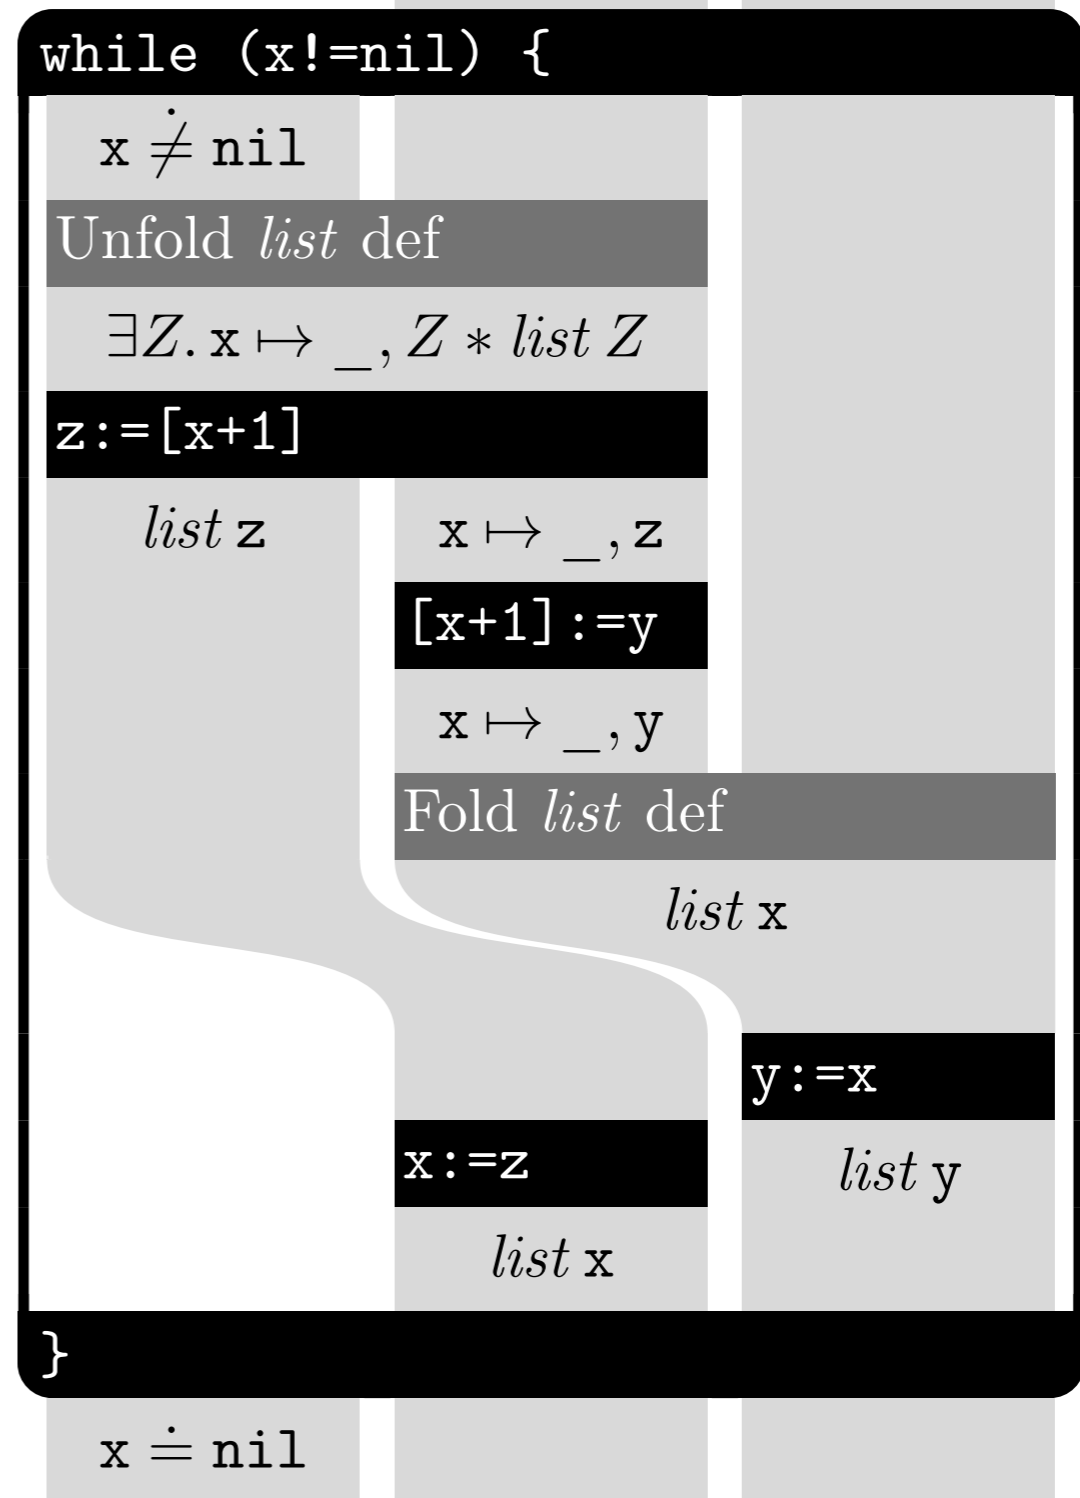 while (x!=nil) {
x ≠̇ nil
Unfold list def
∃Z. x ↦ _, Z * list Z
z:=[x+1]
list z x ↦ _, z
[x+1]:=y
x ↦ _, y
Fold list def
list x
y:=x
x:=z
list y
list x
}
x ≐ nil